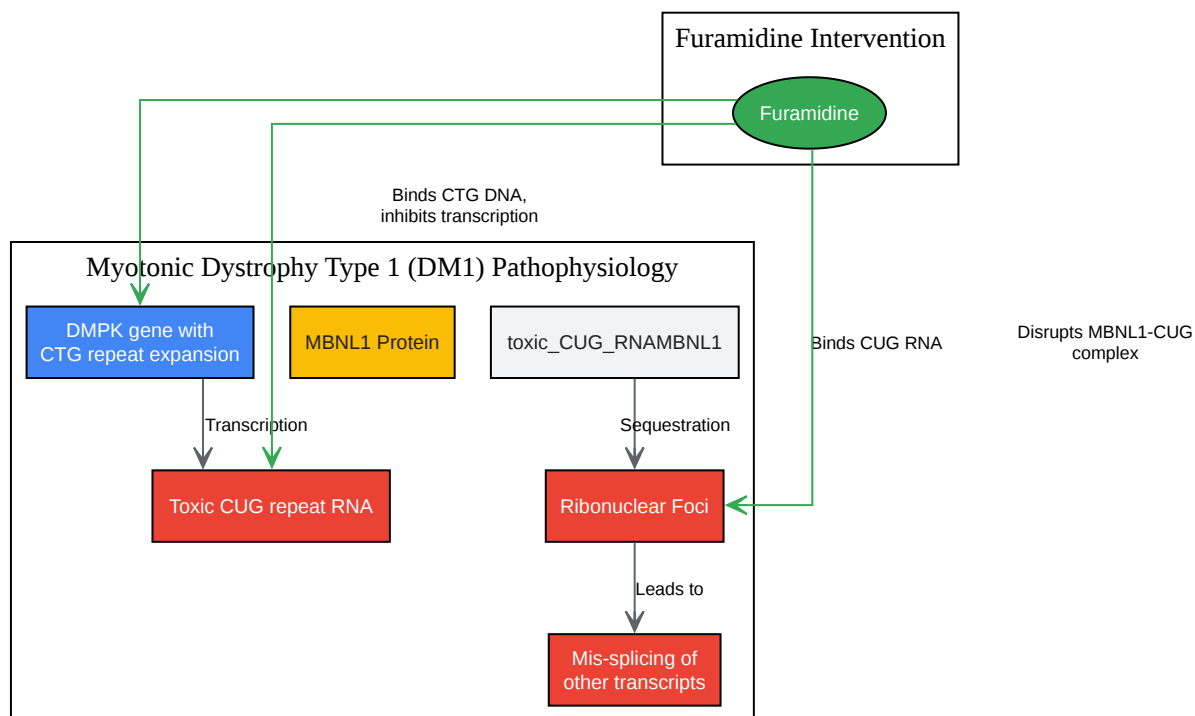 Furamidine Intervention
Furamidine
Binds CTG DNA,
inhibits transcription
Myotonic Dystrophy Type 1 (DM1) Pathophysiology
DMPK gene with
CTG repeat expansion
MBNL1 Protein
toxic_CUG_RNAMBNL1
Binds CUG RNA
Disrupts MBNL1-CUG
complex
Transcription
Sequestration
Toxic CUG repeat RNA
Ribonuclear Foci
Leads to
Mis-splicing of
other transcripts